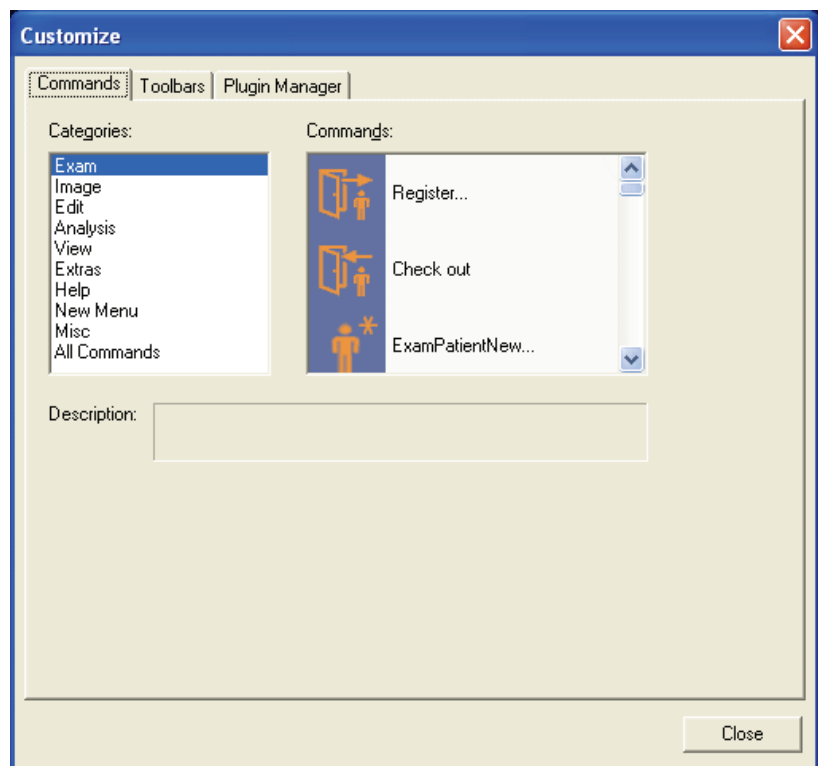 Customize
Commands Toolbars Plugin Manager
Categories: Commands:
Exam
Image
Edit
Analysis
View
Extras
Help
New Menu
Misc
All Commands
Register...
Check out
ExamPatientNew...
Description:
Close